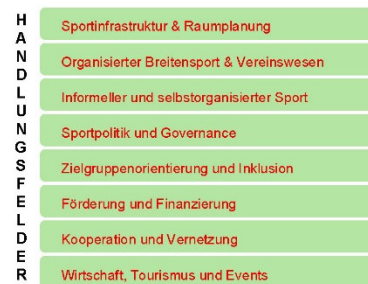 HANDLUNGSFELDER
Sportinfrastruktur & Raumplanung
Organisierter Breitensport & Vereinswesen
Informeller und selbstorganisierter Sport
Sportpolitik und Governance
Zielgruppenorientierung und Inklusion
Förderung und Finanzierung
Kooperation und Vernetzung
Wirtschaft, Tourismus und Events